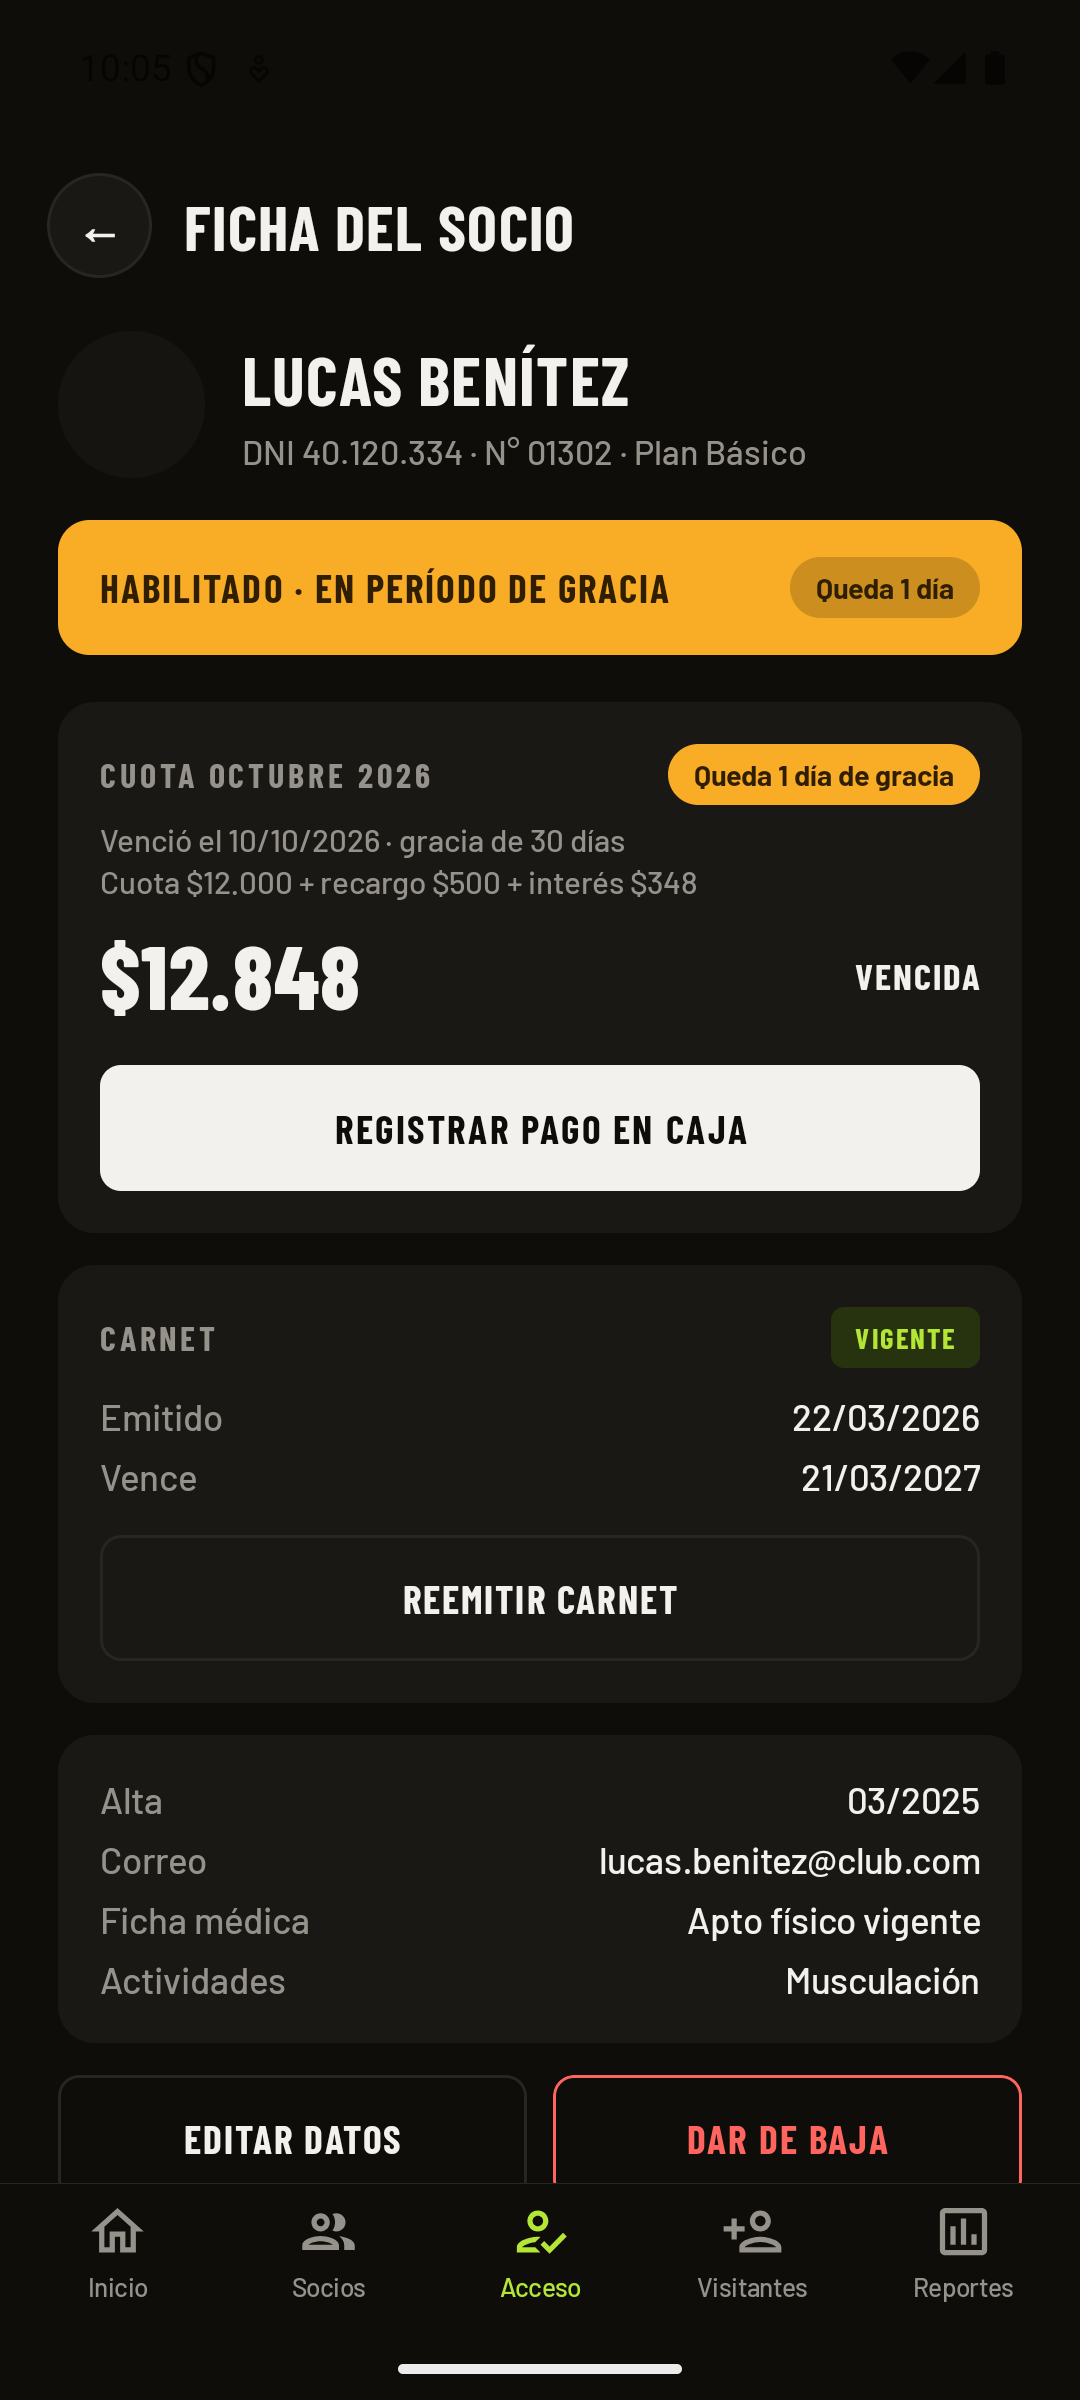 10:05
←
FICHA DEL SOCIO
LUCAS BENÍTEZ
DNI 40.120.334 · N° 01302 · Plan Básico
HABILITADO · EN PERÍODO DE GRACIA
Queda 1 día
CUOTA OCTUBRE 2026
Queda 1 día de gracia
Venció el 10/10/2026 · gracia de 30 días
Cuota $12.000 + recargo $500 + interés $348
$12.848
VENCIDA
REGISTRAR PAGO EN CAJA
CARNET
VIGENTE
Emitido 22/03/2026
Vence 21/03/2027
REEMITIR CARNET
Alta 03/2025
Correo lucas.benitez@club.com
Ficha médica Apto físico vigente
Actividades Musculación
EDITAR DATOS
DAR DE BAJA
Inicio
Socios
Acceso
Visitantes
Reportes